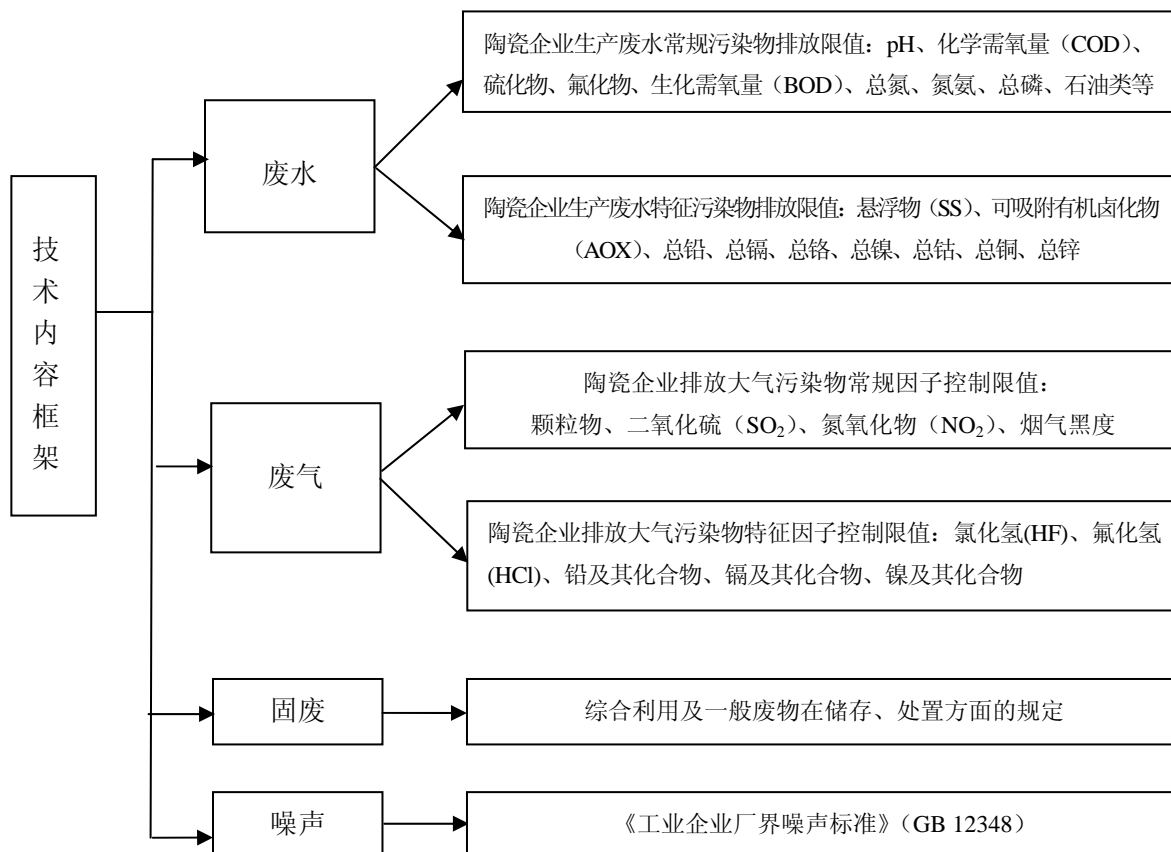 技术内容框架
废水
陶瓷企业生产废水常规污染物排放限值：pH、化学需氧量（COD）、
硫化物、氟化物、生化需氧量（BOD）、总氮、氮氨、总磷、石油类等
陶瓷企业生产废水特征污染物排放限值：悬浮物（SS）、可吸附有机卤化物
（AOX）、总铅、总镉、总铬、总镍、总钴、总铜、总锌
废气
陶瓷企业排放大气污染物常规因子控制限值：
颗粒物、二氧化硫（SO₂）、氮氧化物（NO₂）、烟气黑度
陶瓷企业排放大气污染物特征因子控制限值：氯化氢(HF)、氟化氢
(HCl)、铅及其化合物、镉及其化合物、镍及其化合物
固废
综合利用及一般废物在储存、处置方面的规定
噪声
《工业企业厂界噪声标准》（GB 12348）